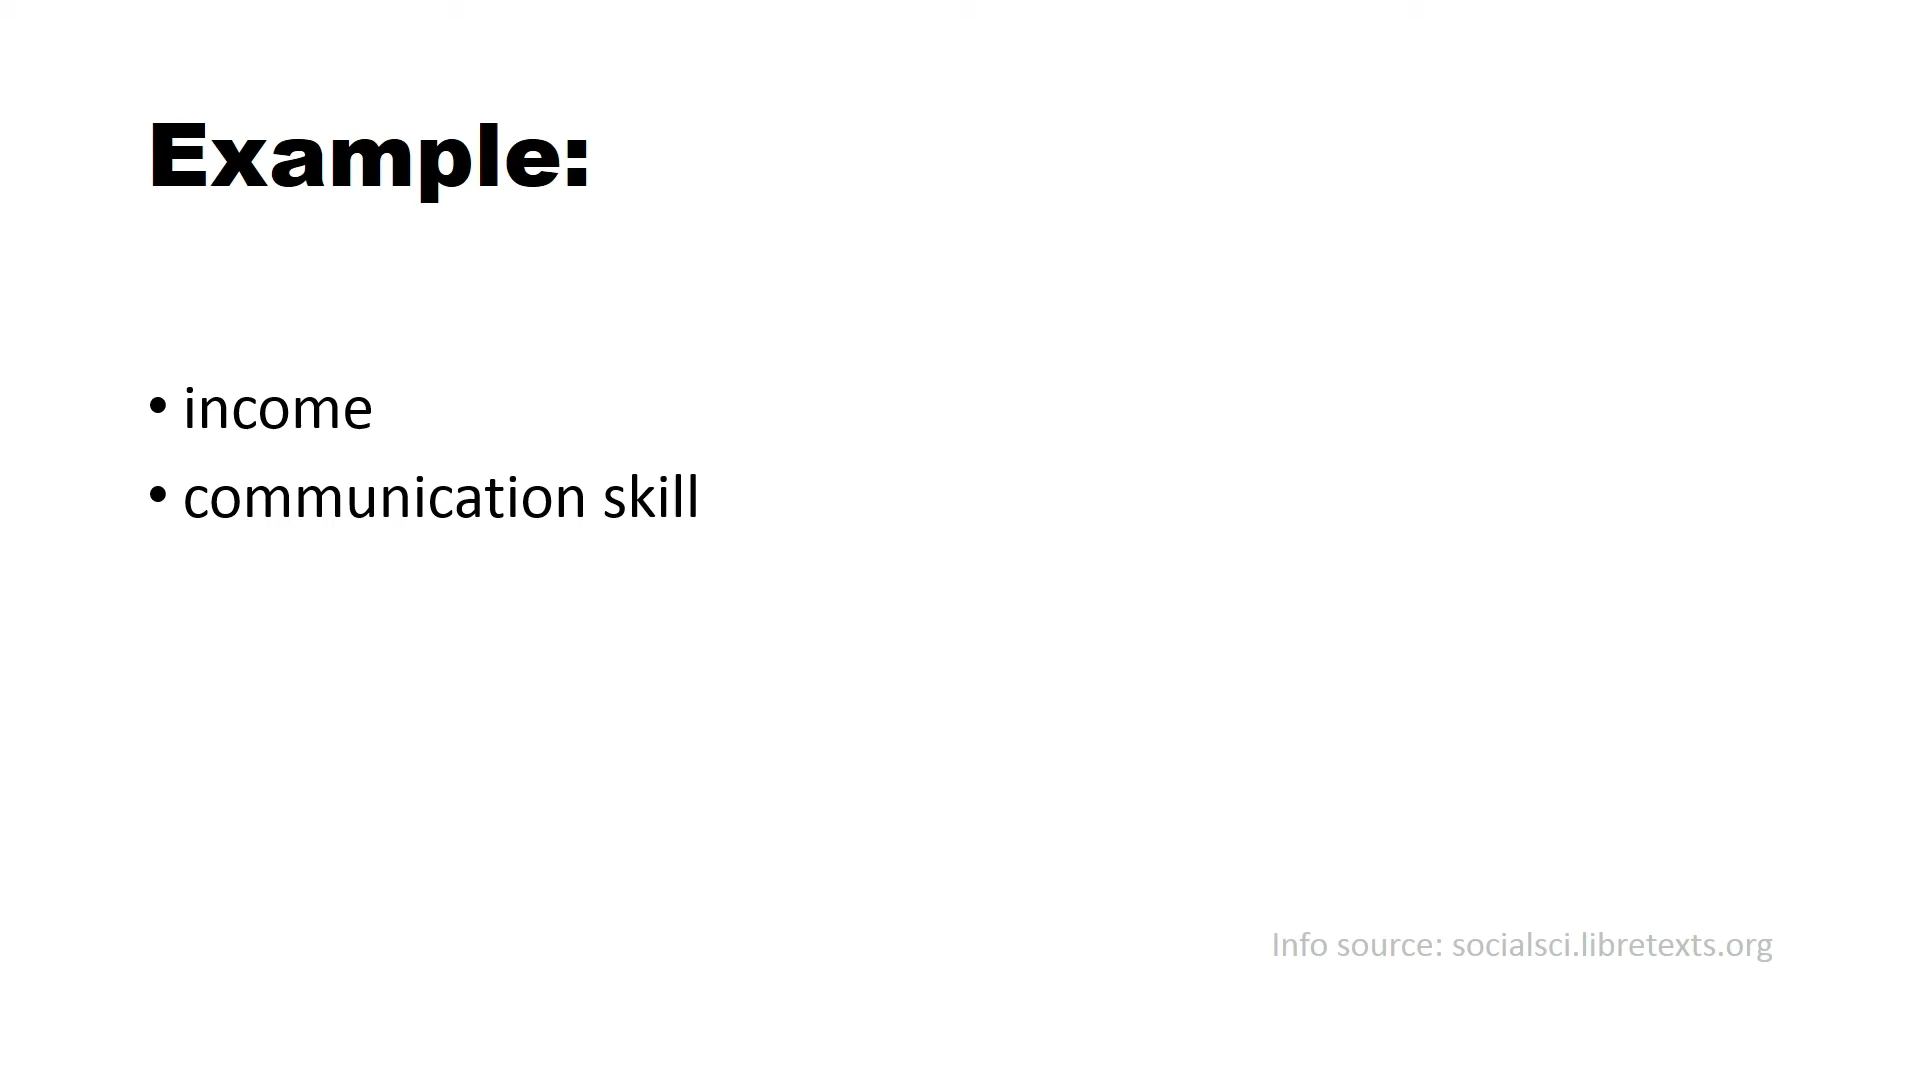 Example:
• income
• communication skill
Info source: socialsci.libretexts.org